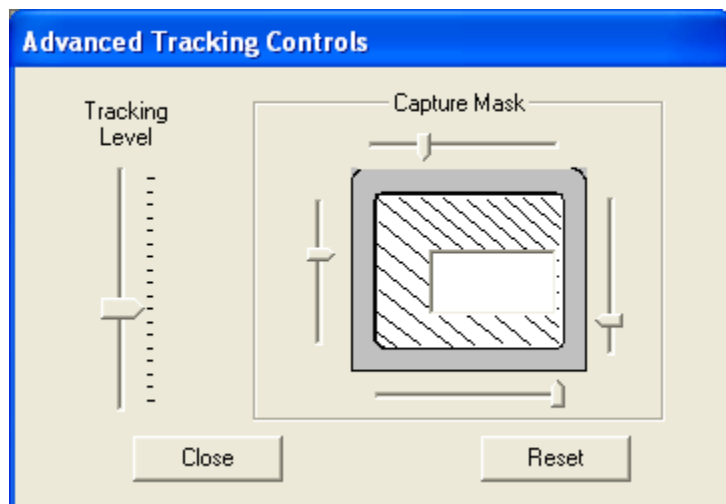 Advanced Tracking Controls
Tracking
Level
Capture Mask
Close
Reset